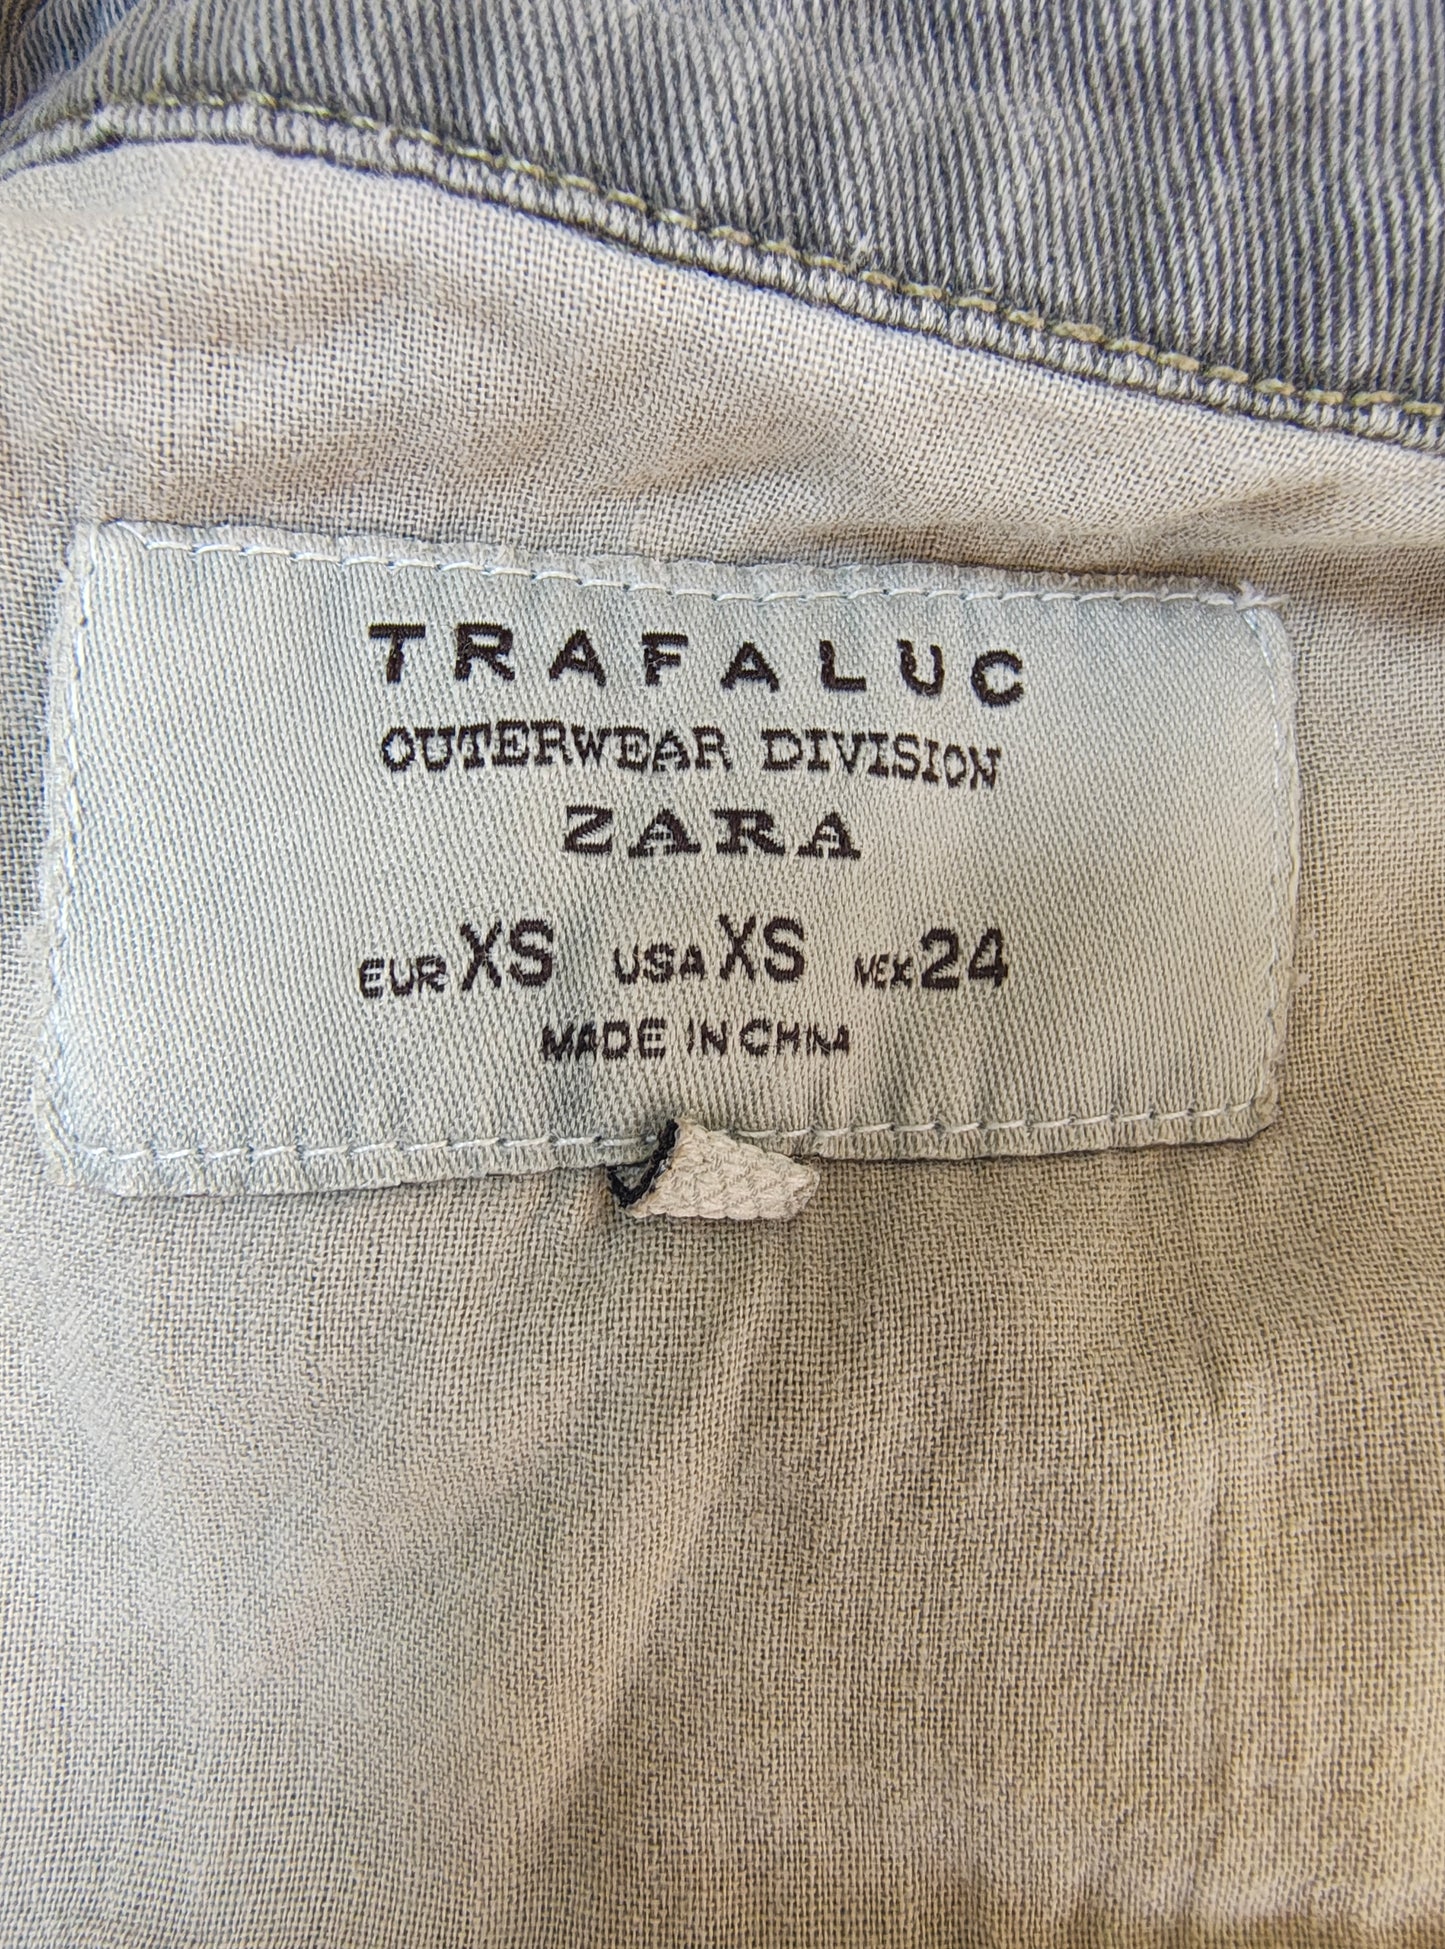 TRAFALUC
OUTERWEAR DIVISION
ZARA
EUR XS USA XS MEX 24
MADE IN CHINA